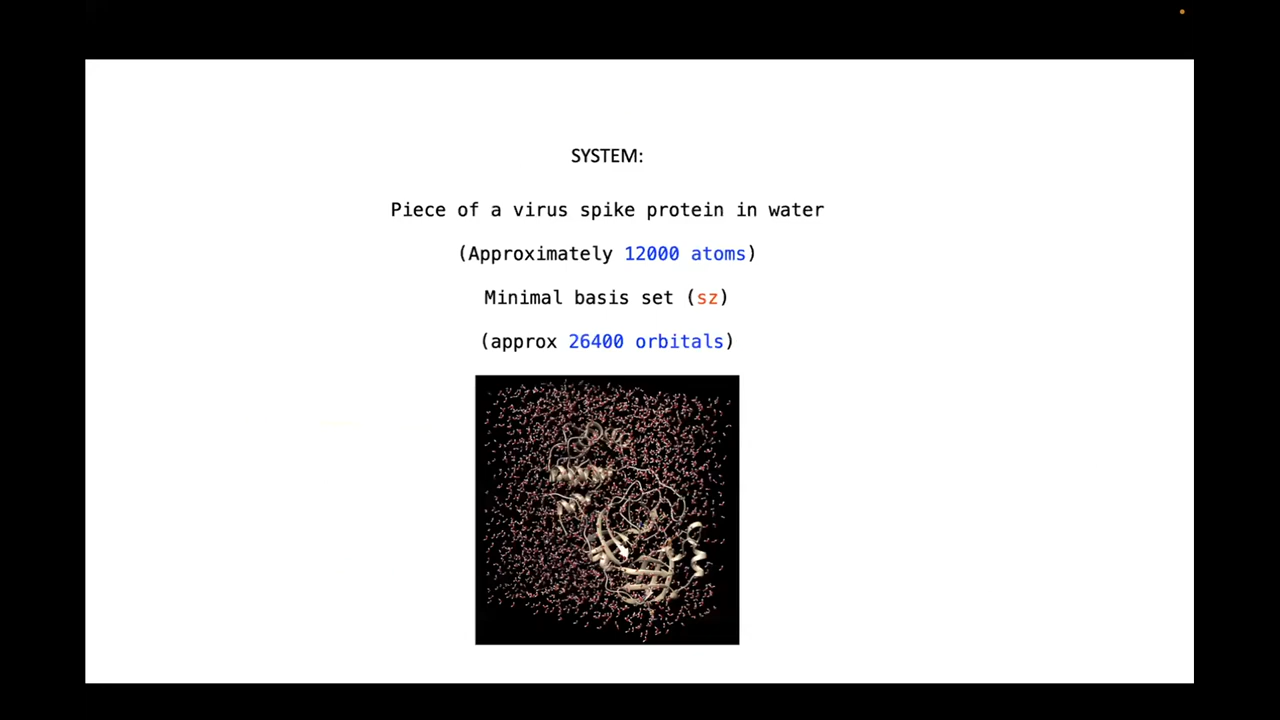 SYSTEM:
Piece of a virus spike protein in water
(Approximately 12000 atoms)
Minimal basis set (sz)
(approx 26400 orbitals)